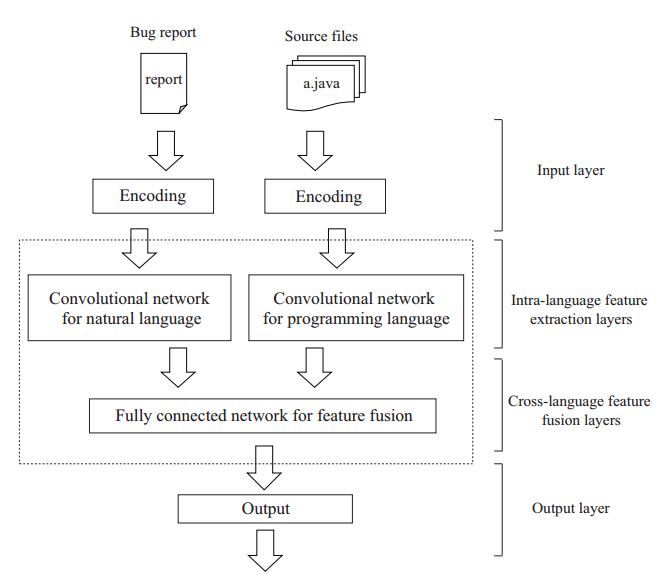 Bug report
Source files
report
a.java
Input layer
Encoding
Encoding
Convolutional network
for natural language
Convolutional network
for programming language
Intra-language feature
extraction layers
Fully connected network for feature fusion
Cross-language feature
fusion layers
Output
Output layer